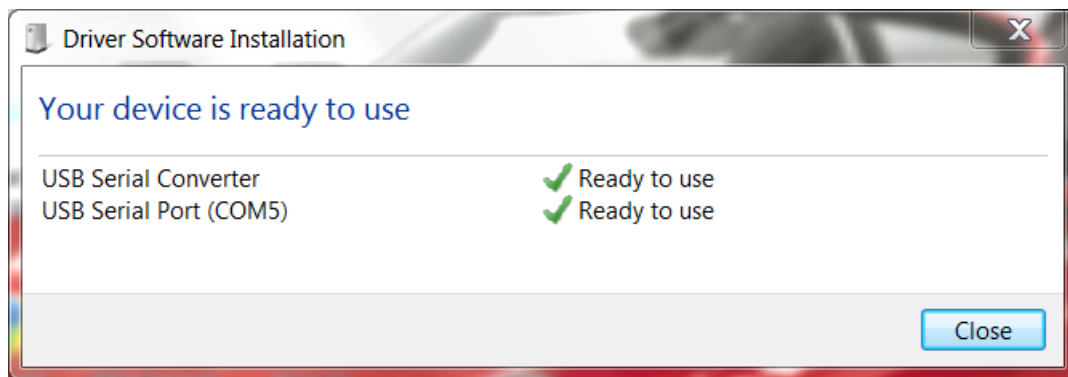 Driver Software Installation
X
Your device is ready to use
USB Serial Converter Ready to use
USB Serial Port (COM5) Ready to use
Close